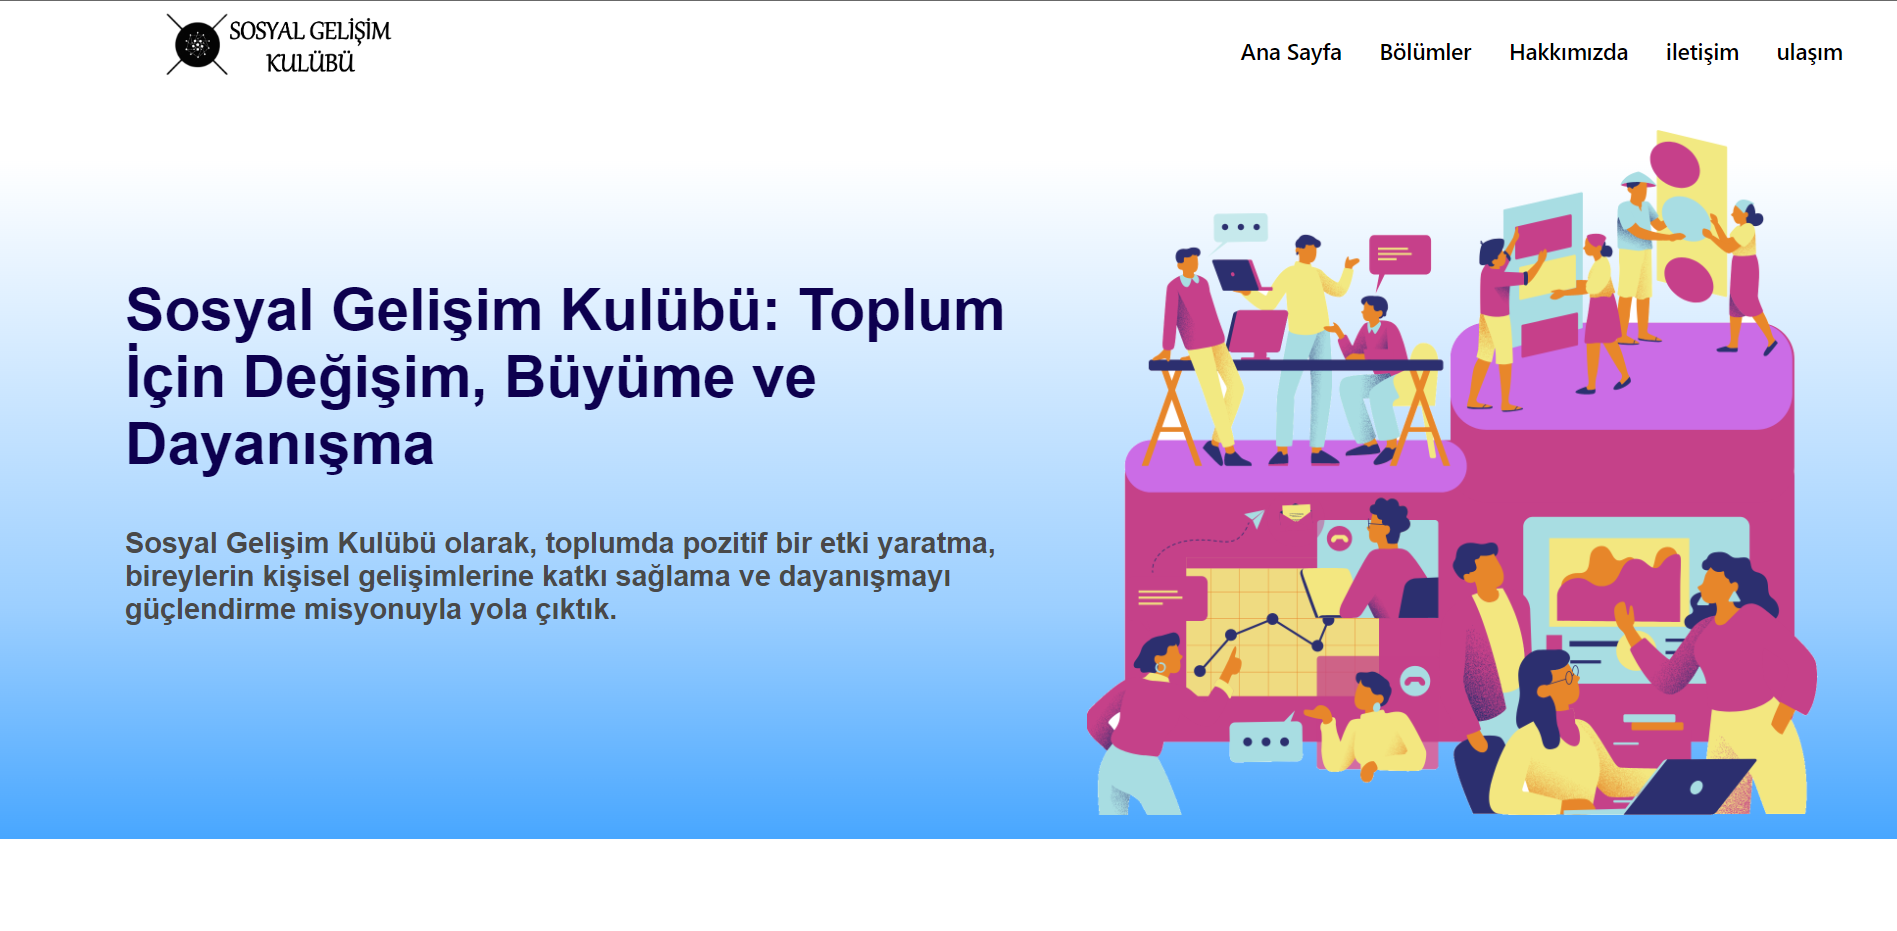 SOSYAL GELİŞİM
KULÜBÜ
Ana Sayfa Bölümler Hakkımızda iletişim ulaşım
Sosyal Gelişim Kulübü: Toplum
İçin Değişim, Büyüme ve
Dayanışma
Sosyal Gelişim Kulübü olarak, toplumda pozitif bir etki yaratma,
bireylerin kişisel gelişimlerine katkı sağlama ve dayanışmayı
güçlendirme misyonuyla yola çıktık.